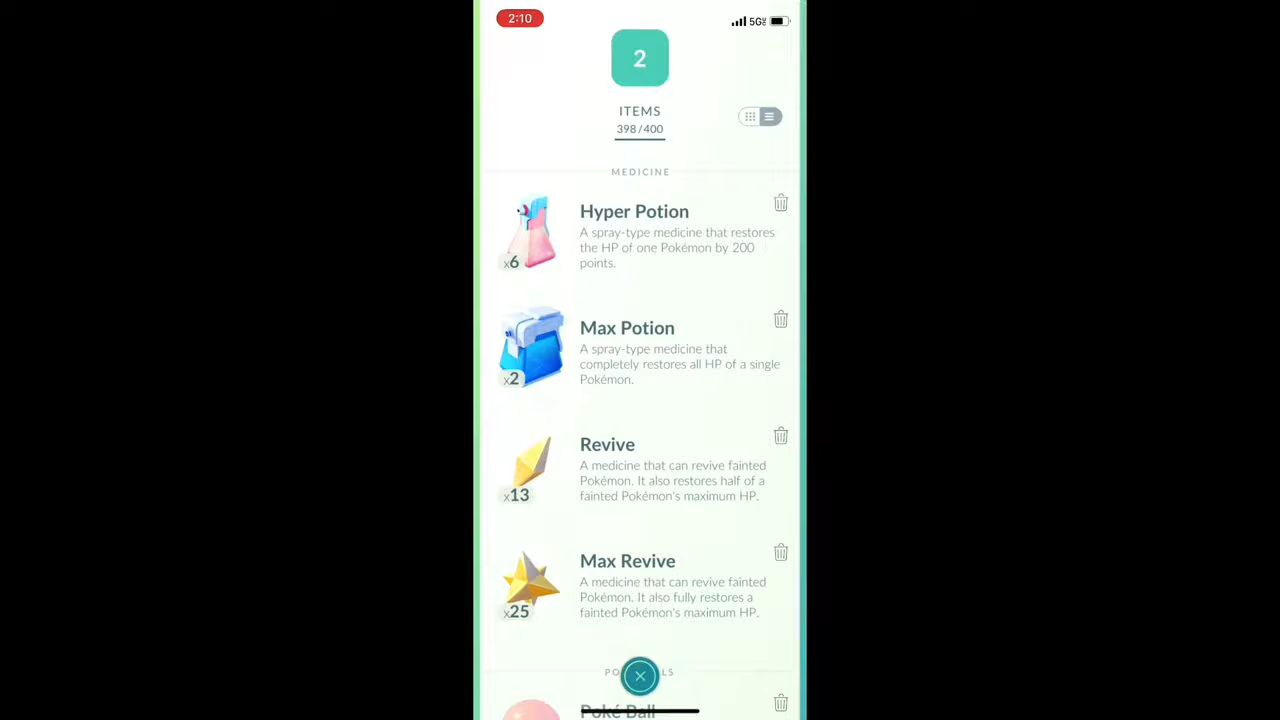 2:10
5G
2
ITEMS
398/400
MEDICINE
Hyper Potion
A spray-type medicine that restores
the HP of one Pokémon by 200
points.
x6
Max Potion
A spray-type medicine that
completely restores all HP of a single
Pokémon.
x2
Revive
A medicine that can revive fainted
Pokémon. It also restores half of a
fainted Pokémon's maximum HP.
x13
Max Revive
A medicine that can revive fainted
Pokémon. It also fully restores a
fainted Pokémon's maximum HP.
x25
Poké Ball